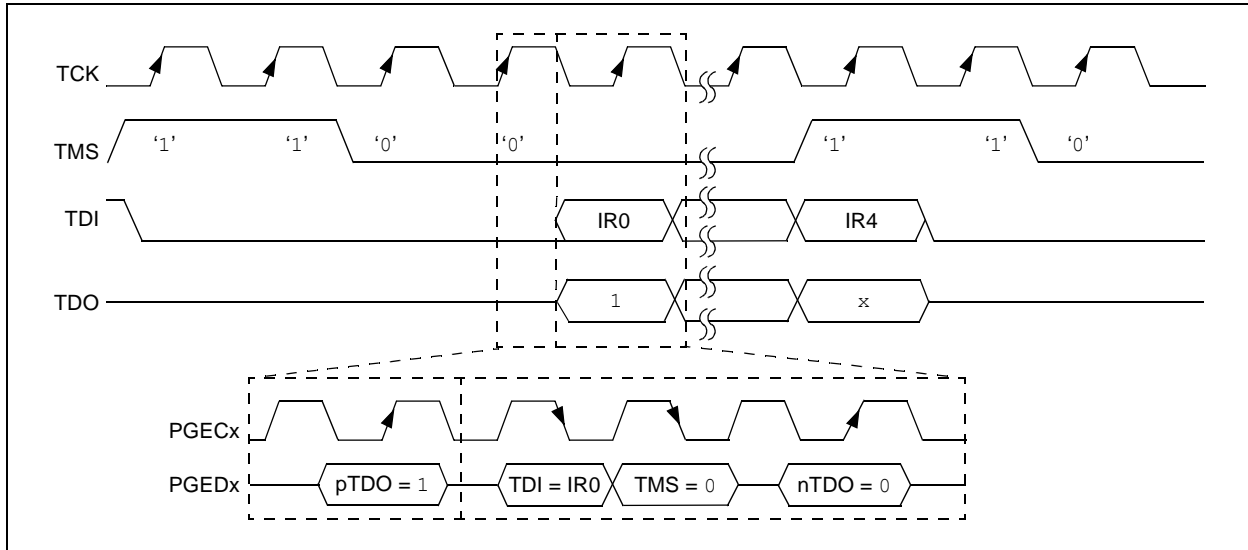 TCK
TMS ‘1’ ‘1’ ‘0’ ‘0’ ‘1’ ‘1’ ‘0’
TDI IR0 IR4
TDO 1 x
PGECx
PGEDx pTDO = 1 TDI = IR0 TMS = 0 nTDO = 0